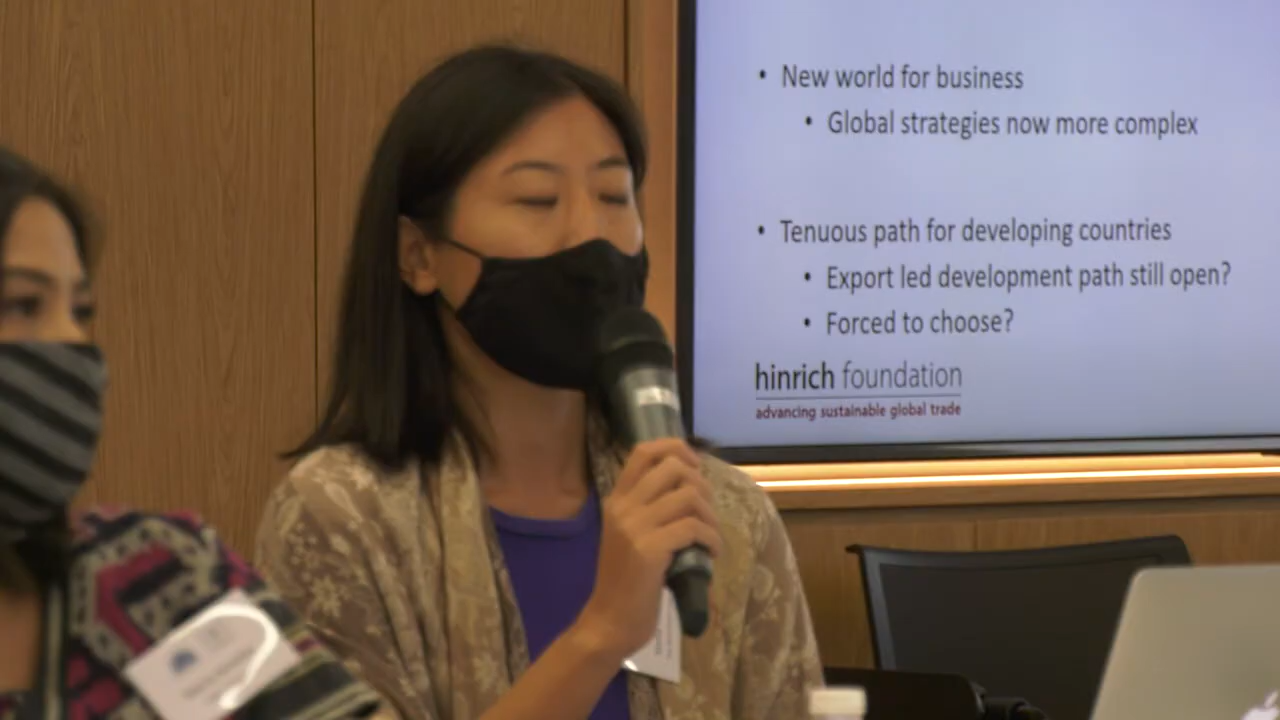 • New world for business
• Global strategies now more complex
• Tenuous path for developing countries
• Export led development path still open?
• Forced to choose?
hinrich foundation
advancing sustainable global trade